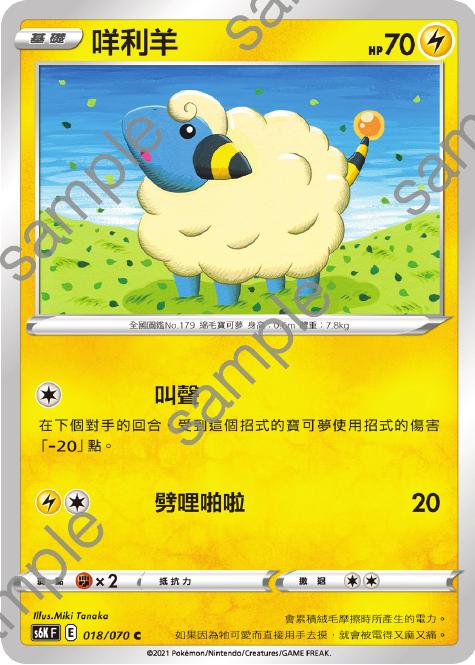 基礎 咩利羊 HP70
全國圖鑑No.179 綿毛寶可夢 身高：0.6m 體重：7.8kg
叫聲
在下個對手的回合，受到這個招式的寶可夢使用招式的傷害
「-20」點。
劈哩啪啦 20
弱點 ×2 抵抗力 撤退
Illus.Miki Tanaka
S6K F E 018/070 C
會累積絨毛摩擦時所產生的電力。
如果因為牠可愛而直接用手去摸，就會被電得又麻又痛。
©2021 Pokémon/Nintendo/Creatures/GAME FREAK.
sample
sample
sample
sample
sample
sample